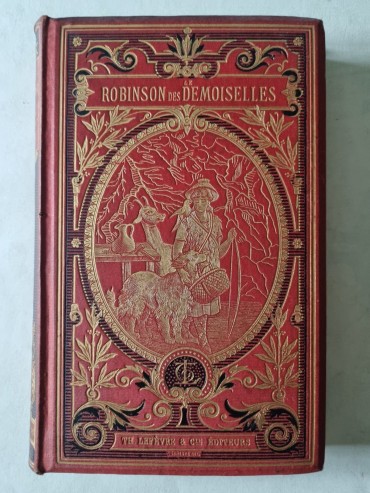 LE
ROBINSON DES DEMOISELLES
TH. LEFÈVRE & CIE ÉDITEURS